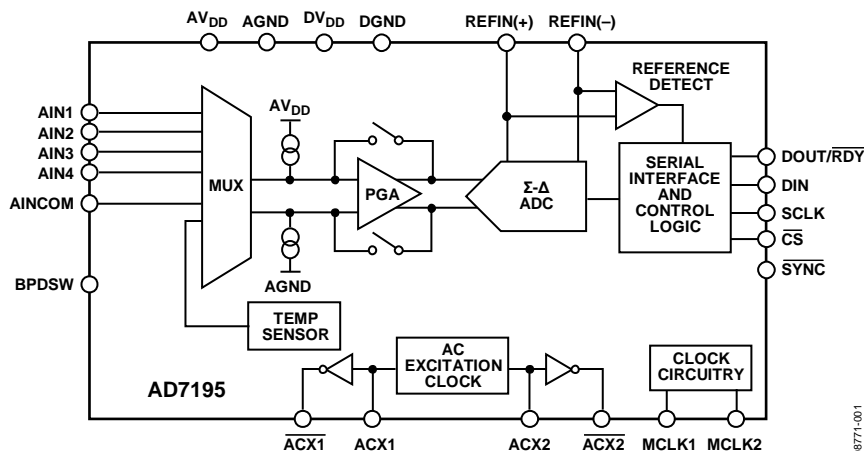 AVDD AGND DVDD DGND REFIN(+) REFIN(–)
REFERENCE
DETECT
AIN1
AIN2
AIN3
AIN4
AINCOM
BPDSW
AVDD
MUX
AGND
PGA
Σ-Δ
ADC
SERIAL
INTERFACE
AND
CONTROL
LOGIC
DOUT/RDY
DIN
SCLK
CS
SYNC
TEMP
SENSOR
AC
EXCITATION
CLOCK
CLOCK
CIRCUITRY
AD7195
ACX1 ACX1 ACX2 ACX2 MCLK1 MCLK2
08771-001